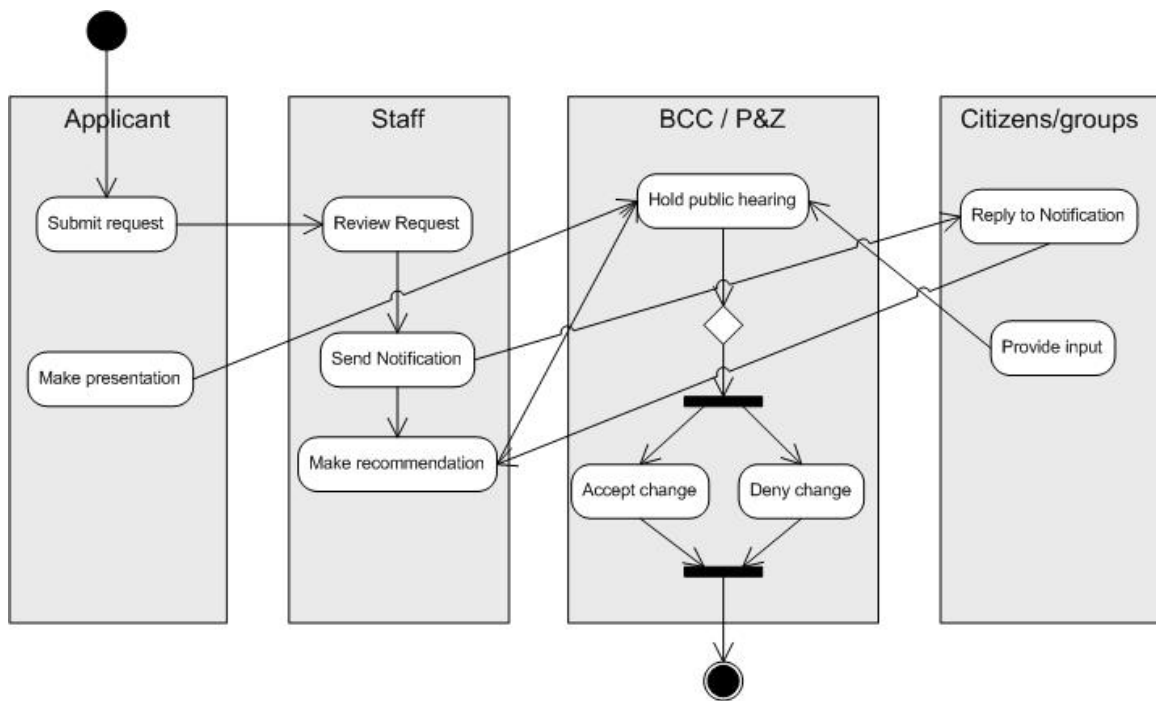 Applicant
Staff
BCC / P&Z
Citizens/groups
Submit request
Review Request
Hold public hearing
Reply to Notification
Make presentation
Send Notification
Provide input
Make recommendation
Accept change
Deny change